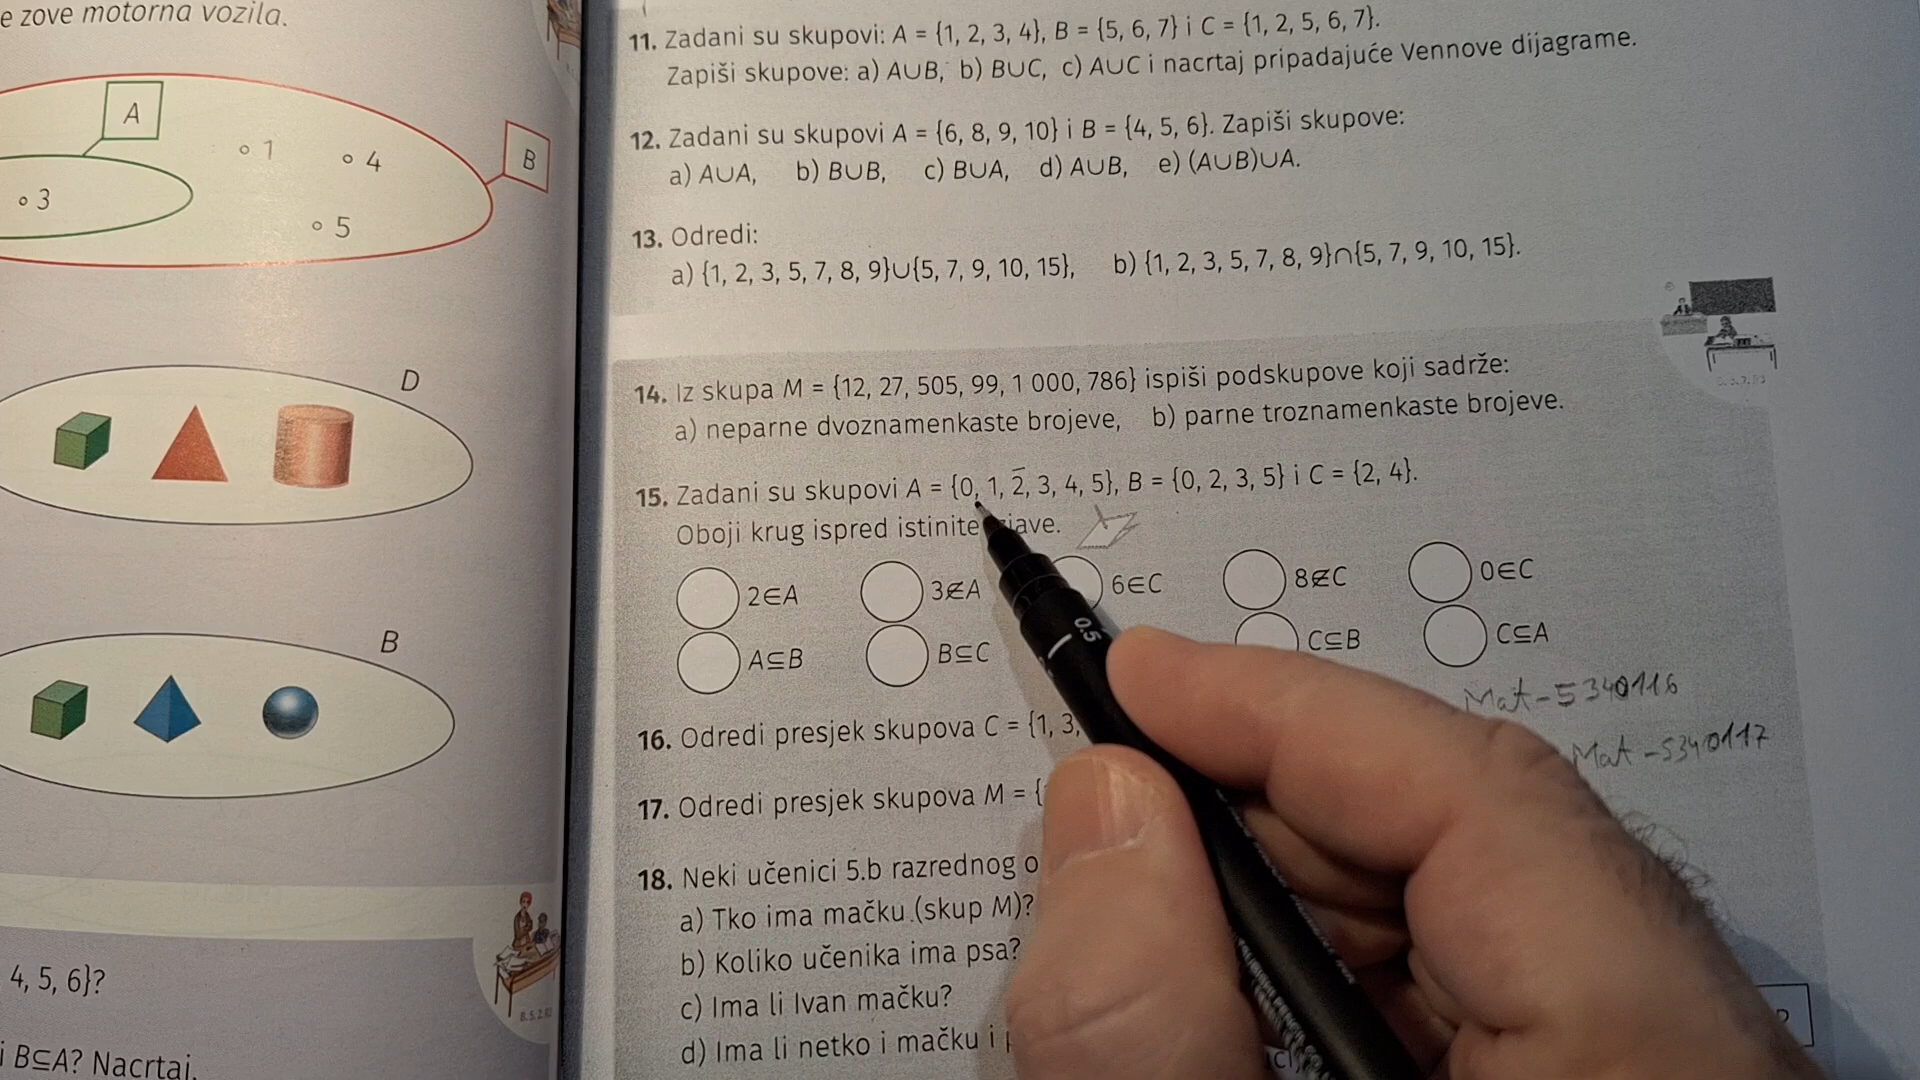 e zove motorna vozila.
A
1
4
B
3
5
D
B
4, 5, 6}?
i B⊆A? Nacrtaj.
11. Zadani su skupovi: A = {1, 2, 3, 4}, B = {5, 6, 7} i C = {1, 2, 5, 6, 7}.
Zapiši skupove: a) A∪B, b) B∪C, c) A∪C i nacrtaj pripadajuće Vennove dijagrame.
12. Zadani su skupovi A = {6, 8, 9, 10} i B = {4, 5, 6}. Zapiši skupove:
a) A∪A, b) B∪B, c) B∪A, d) A∪B, e) (A∪B)∪A.
13. Odredi:
a) {1, 2, 3, 5, 7, 8, 9}∪{5, 7, 9, 10, 15}, b) {1, 2, 3, 5, 7, 8, 9}∩{5, 7, 9, 10, 15}.
14. Iz skupa M = {12, 27, 505, 99, 1 000, 786} ispiši podskupove koji sadrže:
a) neparne dvoznamenkaste brojeve, b) parne troznamenkaste brojeve.
15. Zadani su skupovi A = {0, 1, 2, 3, 4, 5}, B = {0, 2, 3, 5} i C = {2, 4}.
Oboji krug ispred istinite
2∈A 3∉A 6∈C 8∉C 0∈C
A⊆B B⊆C C⊆B C⊆A
Mat-5340116
Mat-5340117
16. Odredi presjek skupova C = {1, 3,
17. Odredi presjek skupova M = {
18. Neki učenici 5.b razrednog
a) Tko ima mačku (skup M)?
b) Koliko učenika ima psa?
c) Ima li Ivan mačku?
d) Ima li netko i mačku i
0.5